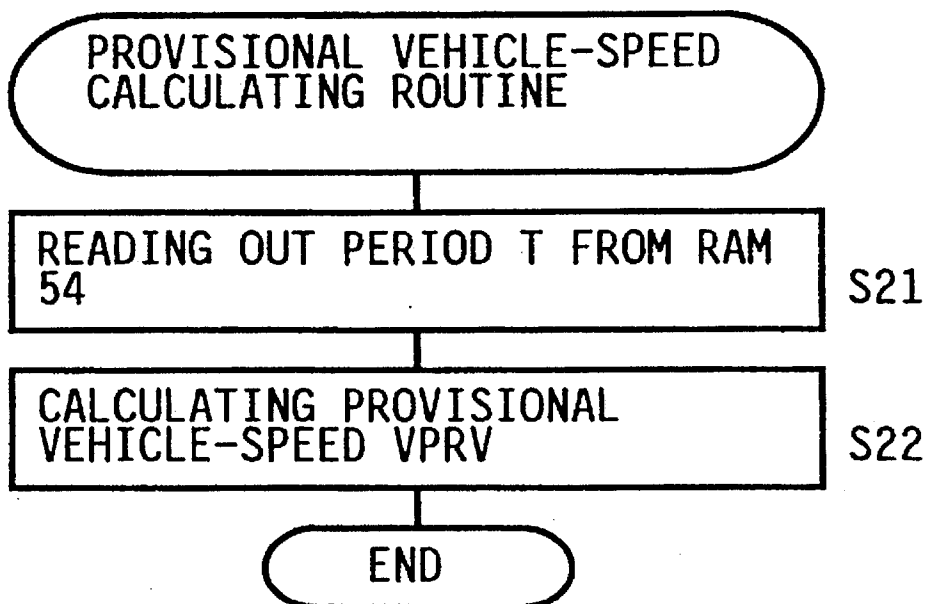 PROVISIONAL VEHICLE-SPEED
CALCULATING ROUTINE
READING OUT PERIOD T FROM RAM
54
S21
CALCULATING PROVISIONAL
VEHICLE-SPEED VPRV
S22
END